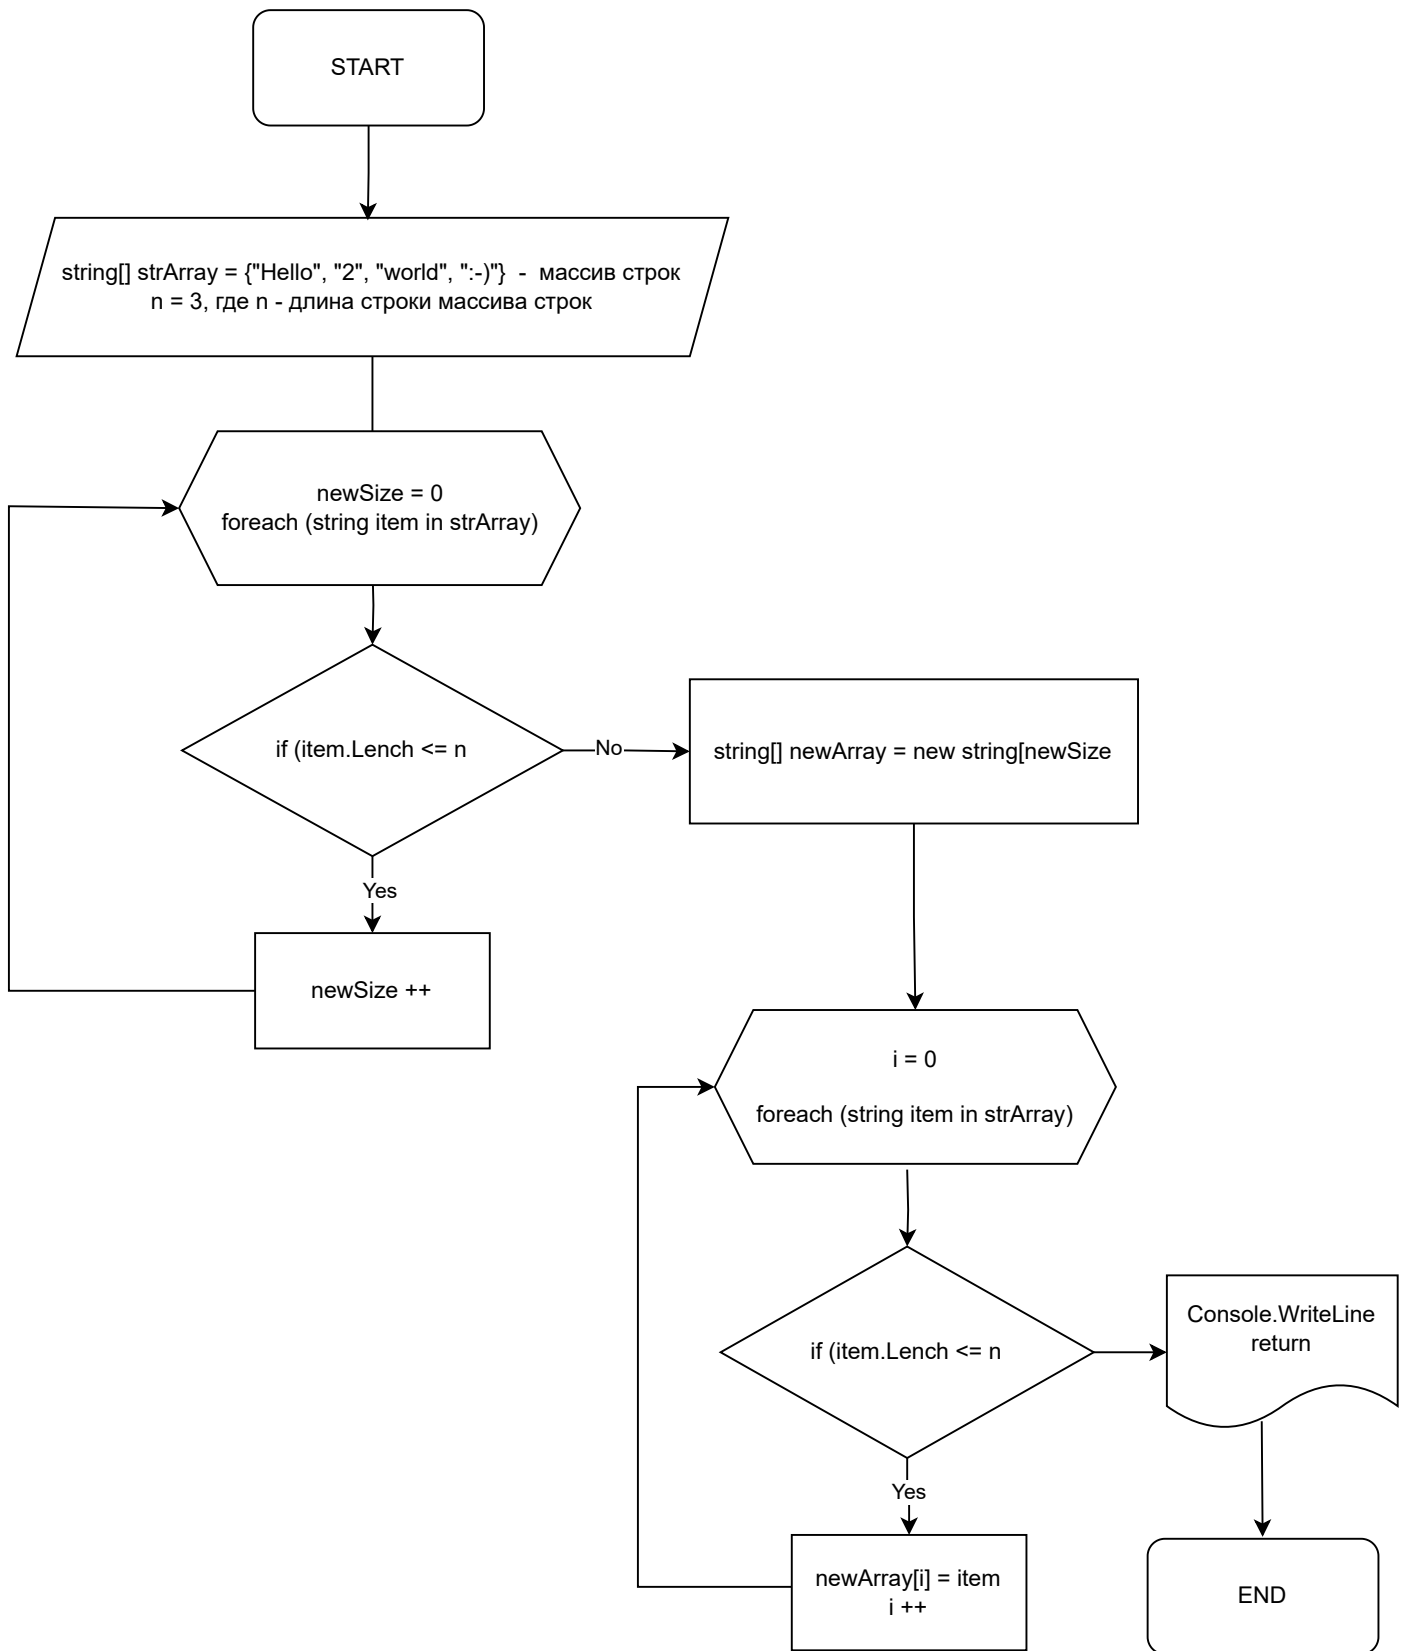 START
string[] strArray = {"Hello", "2", "world", ":-)"}  -  массив строк
n = 3, где n - длина строки массива строк
newSize = 0
foreach (string item in strArray)
if (item.Lench <= n
No
string[] newArray = new string[newSize
Yes
newSize ++
i = 0
foreach (string item in strArray)
if (item.Lench <= n
Console.WriteLine
return
Yes
newArray[i] = item
i ++
END